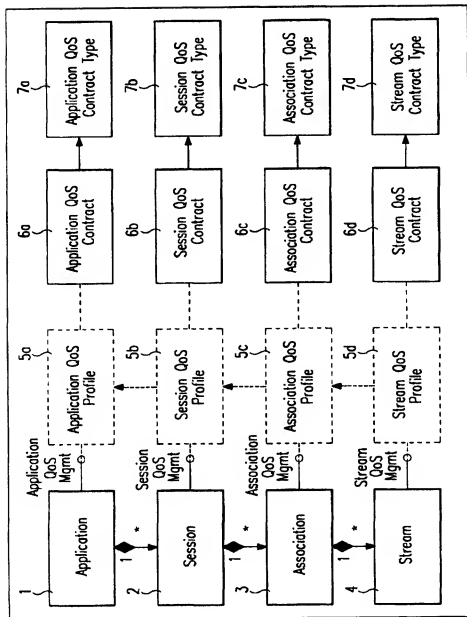 1
Application
Application
QoS
Mgmt
5a
Application QoS
Profile
6a
Application QoS
Contract
7a
Application QoS
Contract Type
1
*
2
Session
Session
QoS
Mgmt
5b
Session QoS
Profile
6b
Session QoS
Contract
7b
Session QoS
Contract Type
1
*
3
Association
Association
QoS
Mgmt
5c
Association QoS
Profile
6c
Association QoS
Contract
7c
Association QoS
Contract Type
1
*
4
Stream
Stream
QoS
Mgmt
5d
Stream QoS
Profile
6d
Stream QoS
Contract
7d
Stream QoS
Contract Type